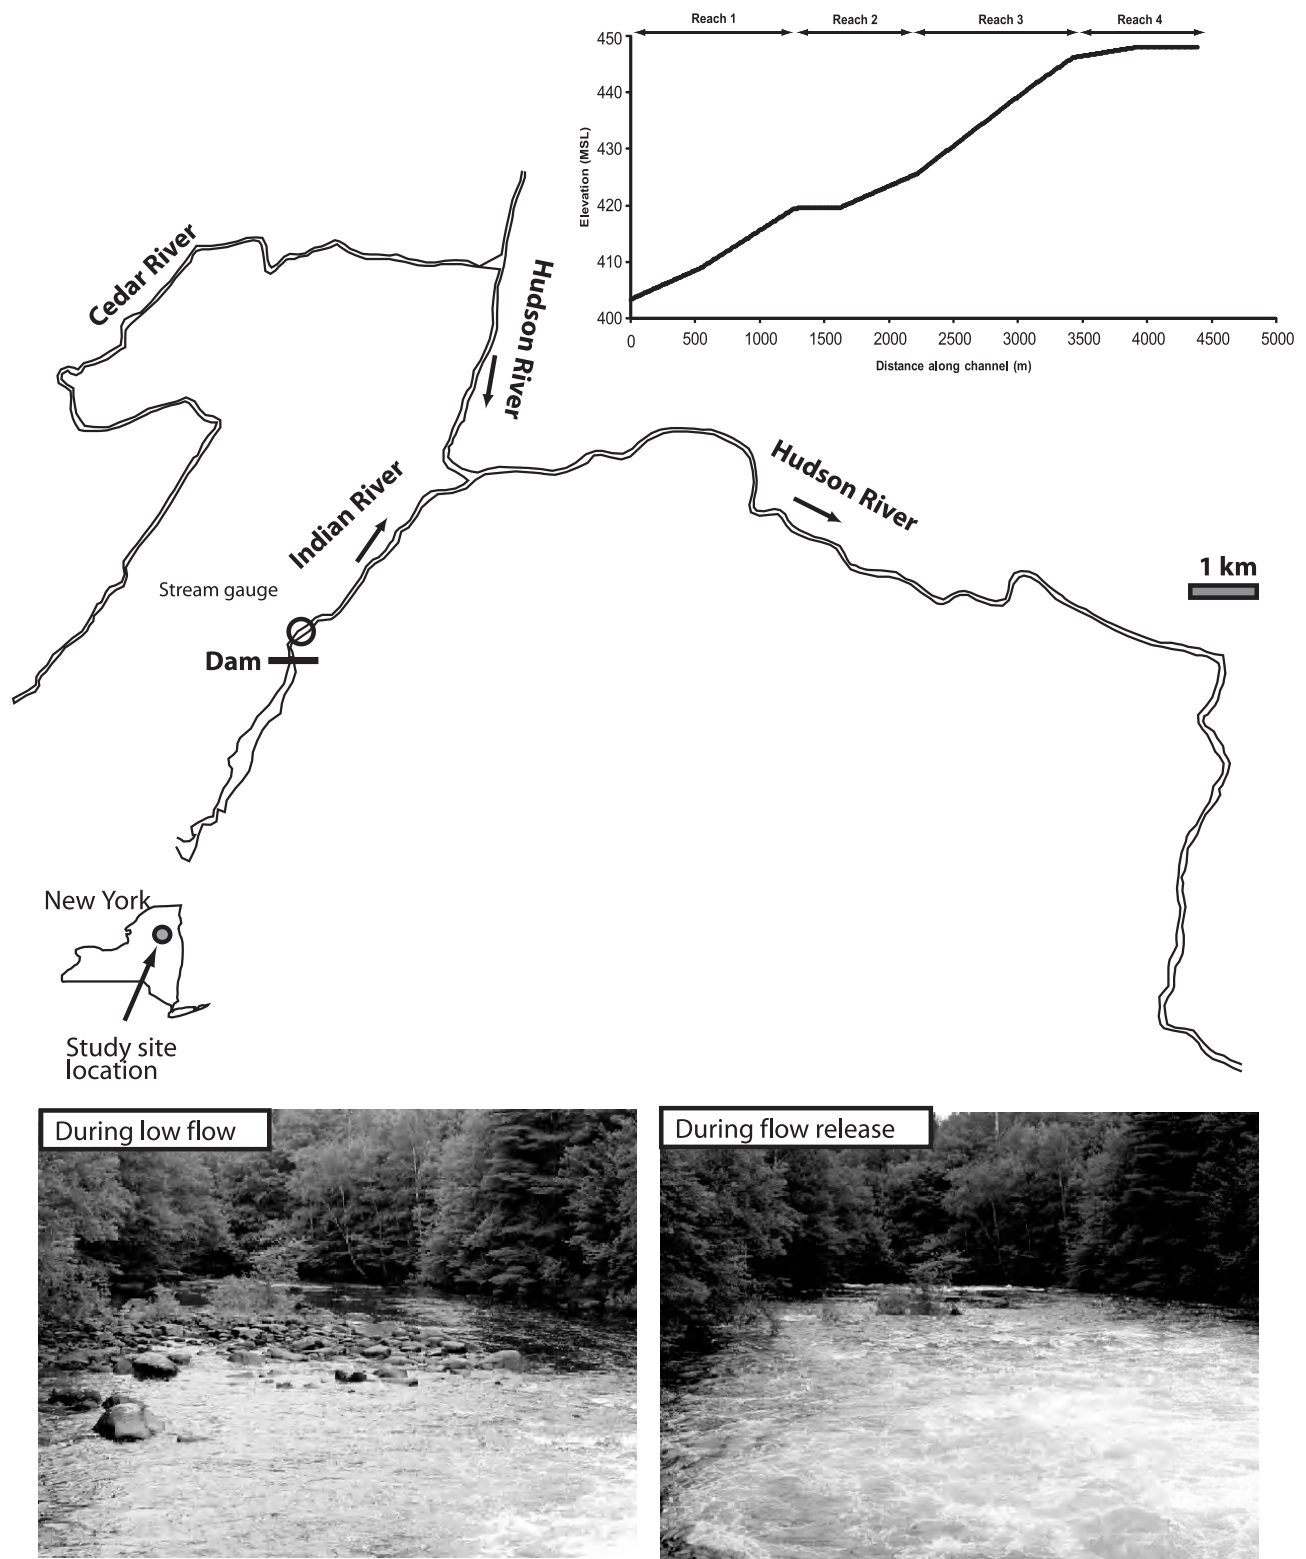 Reach 1
Reach 2
Reach 3
Reach 4
450
440
430
420
410
400
Elevation (MSL)
0
500
1000
1500
2000
2500
3000
3500
4000
4500
5000
Distance along channel (m)
Cedar River
Hudson River
Indian River
Hudson River
1 km
Stream gauge
Dam
New York
Study site
location
During low flow
During flow release